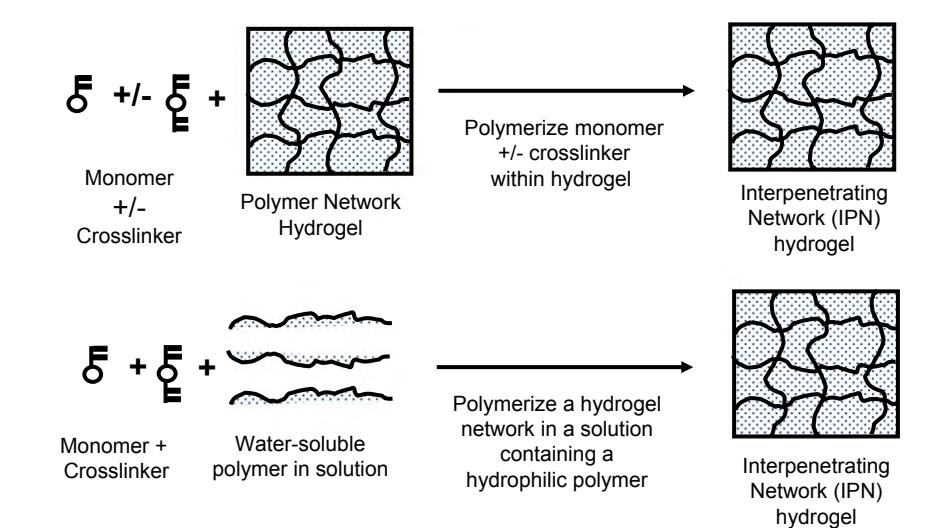 +/- +
Monomer
+/-
Crosslinker
Polymer Network
Hydrogel
Polymerize monomer
+/- crosslinker
within hydrogel
Interpenetrating
Network (IPN)
hydrogel
+ +
Monomer +
Crosslinker
Water-soluble
polymer in solution
Polymerize a hydrogel
network in a solution
containing a
hydrophilic polymer
Interpenetrating
Network (IPN)
hydrogel